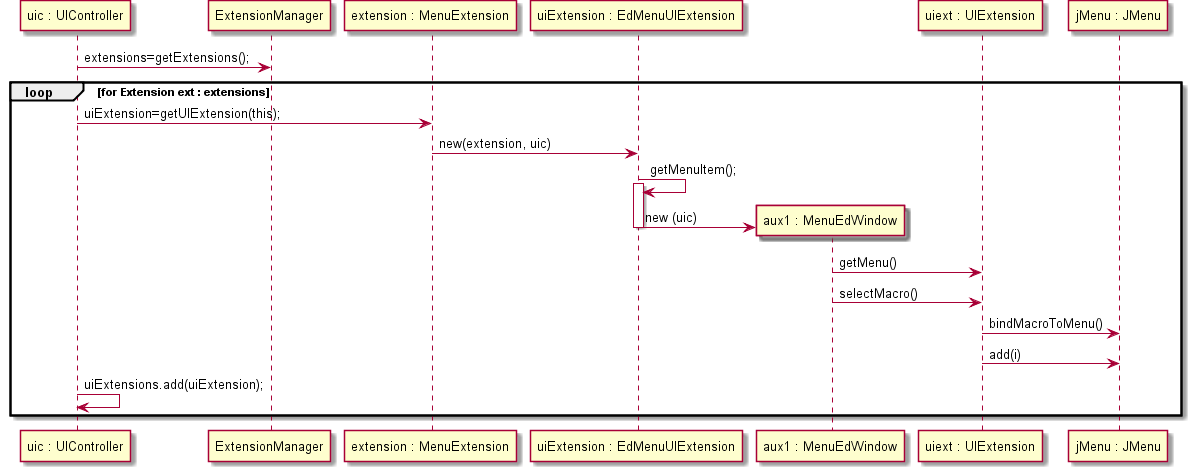 uic : UIController
ExtensionManager
extension : MenuExtension
uiExtension : EdMenuUIExtension
uiext : UIExtension
jMenu : JMenu
extensions=getExtensions();
loop
[for Extension ext : extensions]
uiExtension=getUIExtension(this);
new(extension, uic)
getMenuItem();
new (uic)
aux1 : MenuEdWindow
getMenu()
selectMacro()
bindMacroToMenu()
add(i)
uiExtensions.add(uiExtension);
uic : UIController
ExtensionManager
extension : MenuExtension
uiExtension : EdMenuUIExtension
aux1 : MenuEdWindow
uiext : UIExtension
jMenu : JMenu